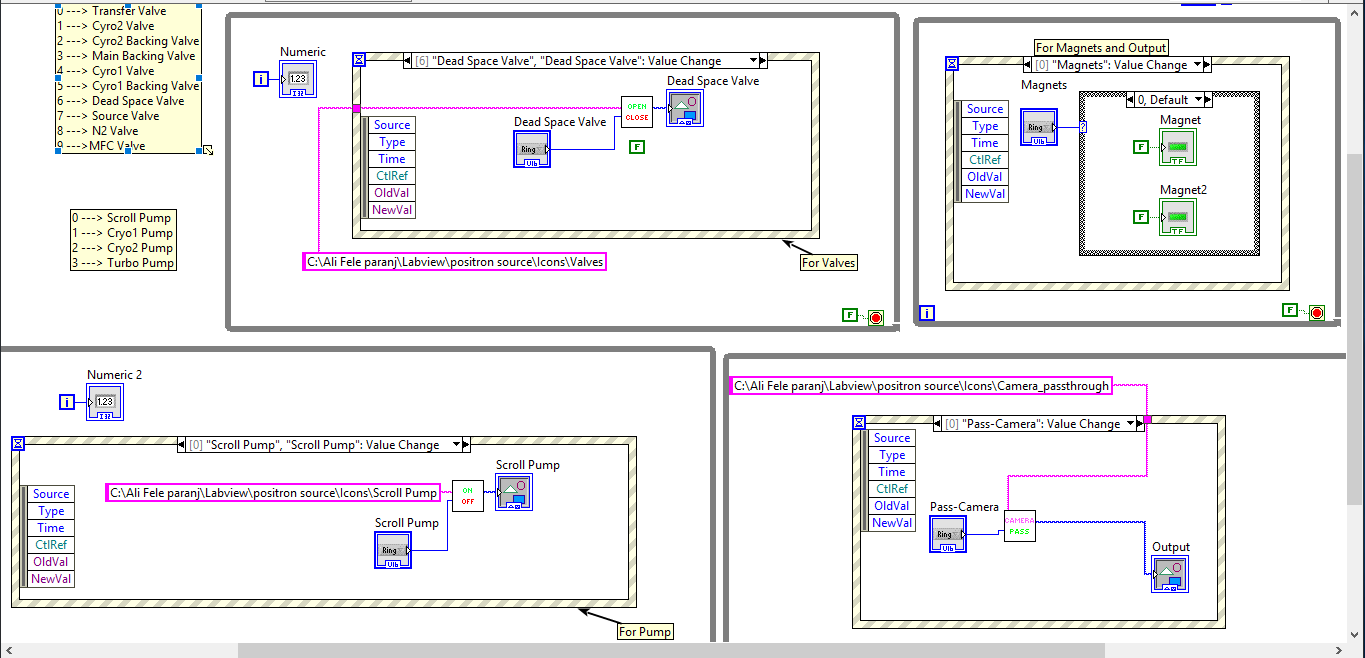 0 ---> Transfer Valve
1 ---> Cyro2 Valve
2 ---> Cyro2 Backing Valve
3 ---> Main Backing Valve
4 ---> Cyro1 Valve
5 ---> Cyro1 Backing Valve
6 ---> Dead Space Valve
7 ---> Source Valve
8 ---> N2 Valve
9 --->MFC Valve
0 ---> Scroll Pump
1 ---> Cryo1 Pump
2 ---> Cryo2 Pump
3 ---> Turbo Pump
Numeric
i
1.23
I32
[6] "Dead Space Valve", "Dead Space Valve": Value Change
Dead Space Valve
OPEN
CLOSE
Dead Space Valve
Ring
U16
F
Source
Type
Time
CtlRef
OldVal
NewVal
C:\Ali Fele paranj\Labview\positron source\Icons\Valves
For Valves
F
For Magnets and Output
[0] "Magnets": Value Change
Magnets
Ring
U16
Source
Type
Time
CtlRef
OldVal
NewVal
0, Default
?
Magnet
F
TF
Magnet2
F
TF
i
F
Numeric 2
i
1.23
I32
[0] "Scroll Pump", "Scroll Pump": Value Change
Scroll Pump
Source
Type
Time
CtlRef
OldVal
NewVal
C:\Ali Fele paranj\Labview\positron source\Icons\Scroll Pump
ON
OFF
Scroll Pump
Ring
U16
For Pump
C:\Ali Fele paranj\Labview\positron source\Icons\Camera_passthrough
[0] "Pass-Camera": Value Change
Source
Type
Time
CtlRef
OldVal
NewVal
Pass-Camera
Ring
U16
CAMERA
PASS
Output